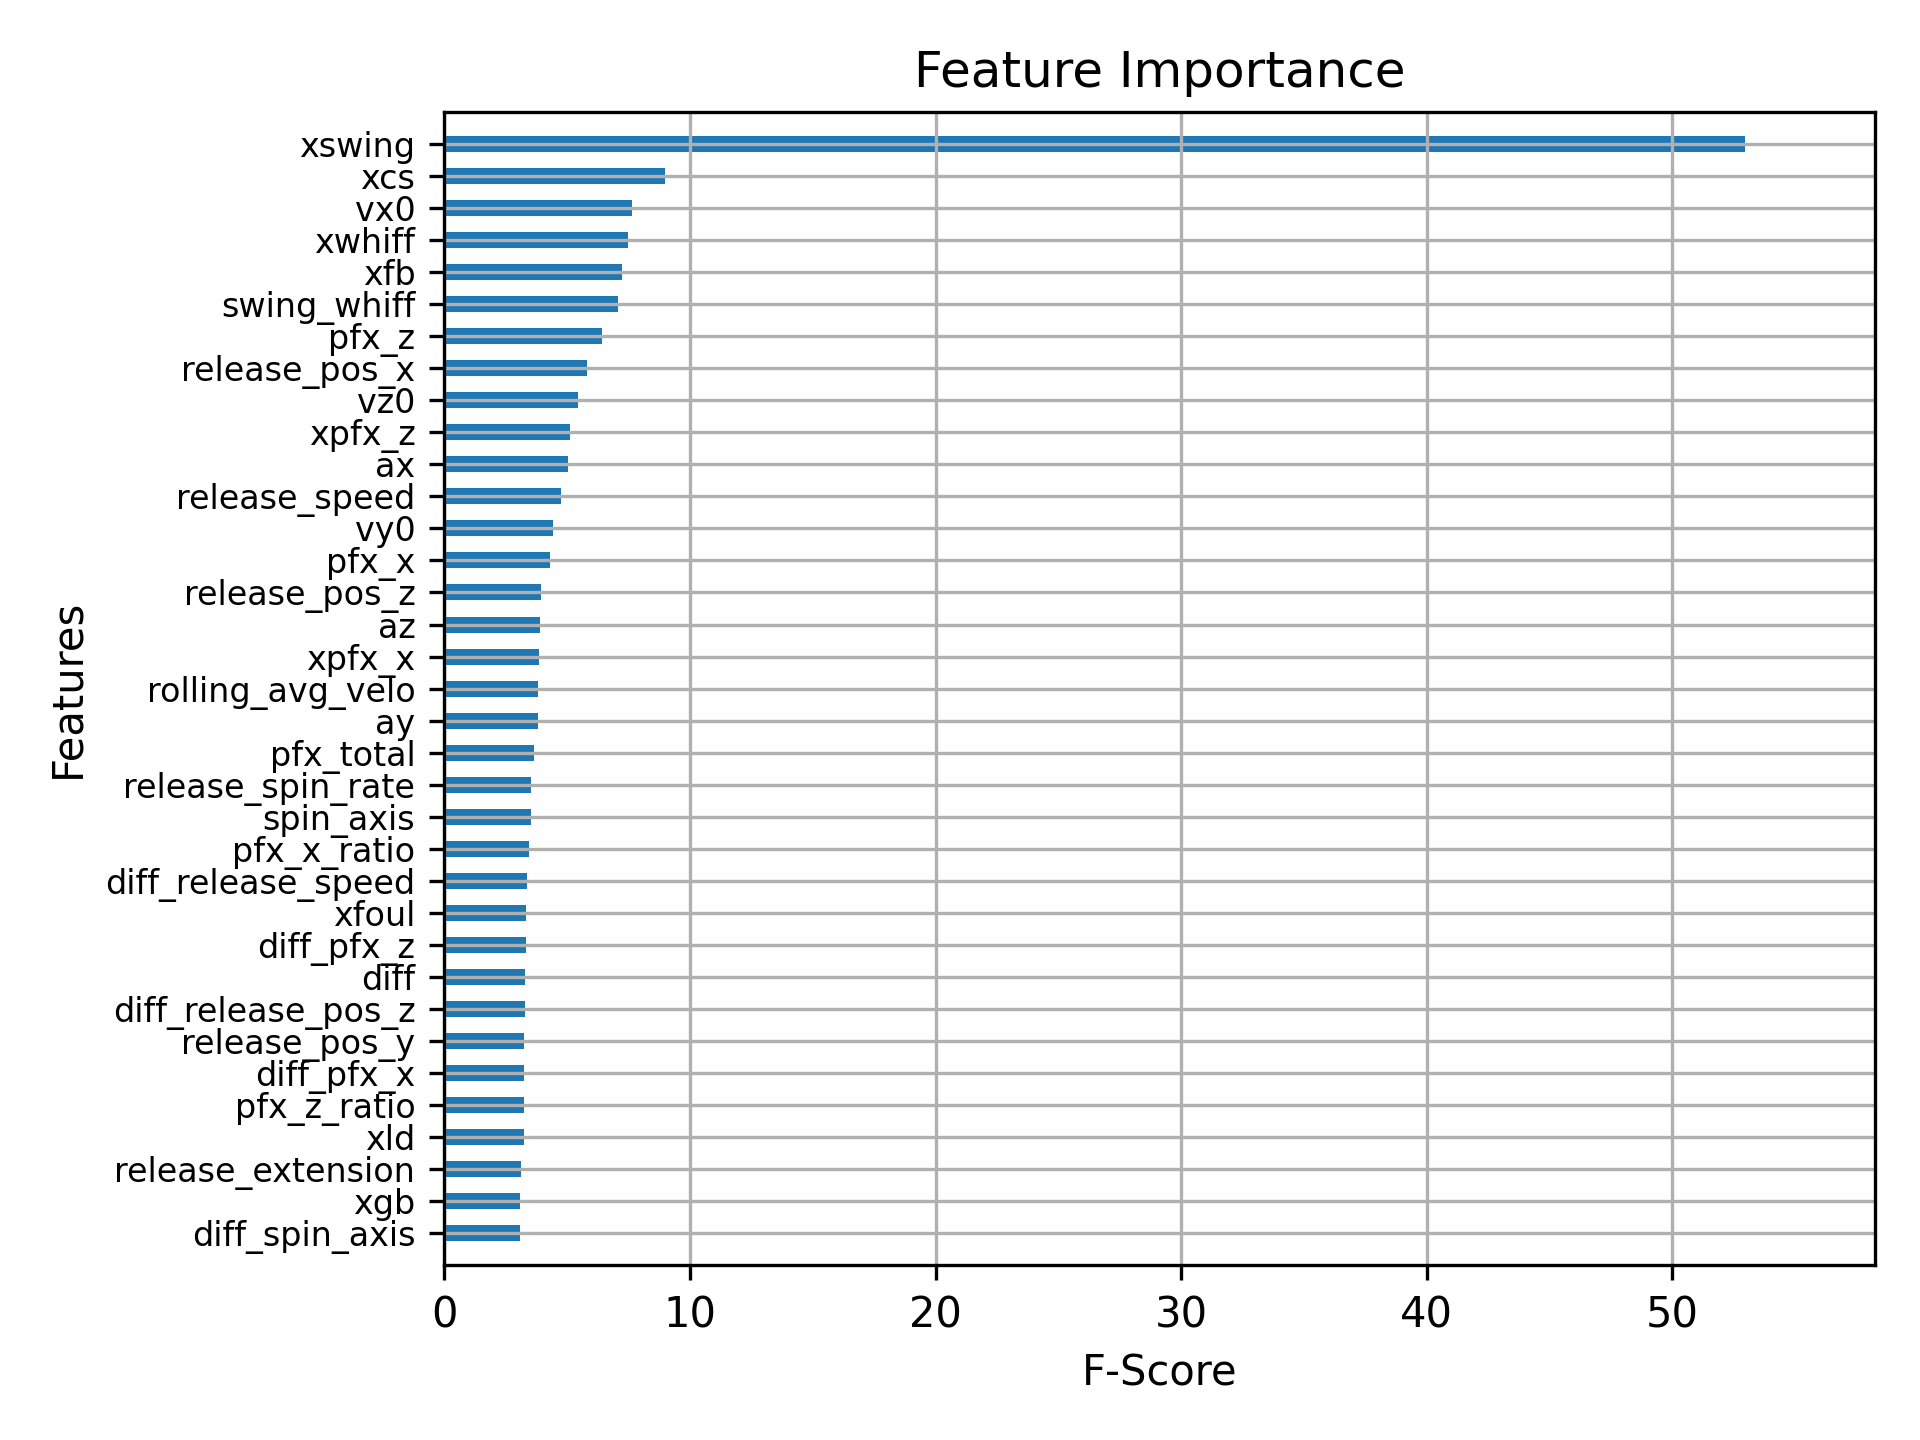 Feature Importance
xswing
xcs
vx0
xwhiff
xfb
swing_whiff
pfx_z
release_pos_x
vz0
xpfx_z
ax
release_speed
vy0
pfx_x
release_pos_z
az
xpfx_x
rolling_avg_velo
ay
pfx_total
release_spin_rate
spin_axis
pfx_x_ratio
diff_release_speed
xfoul
diff_pfx_z
diff
diff_release_pos_z
release_pos_y
diff_pfx_x
pfx_z_ratio
xld
release_extension
xgb
diff_spin_axis
Features
0 10 20 30 40 50
F-Score